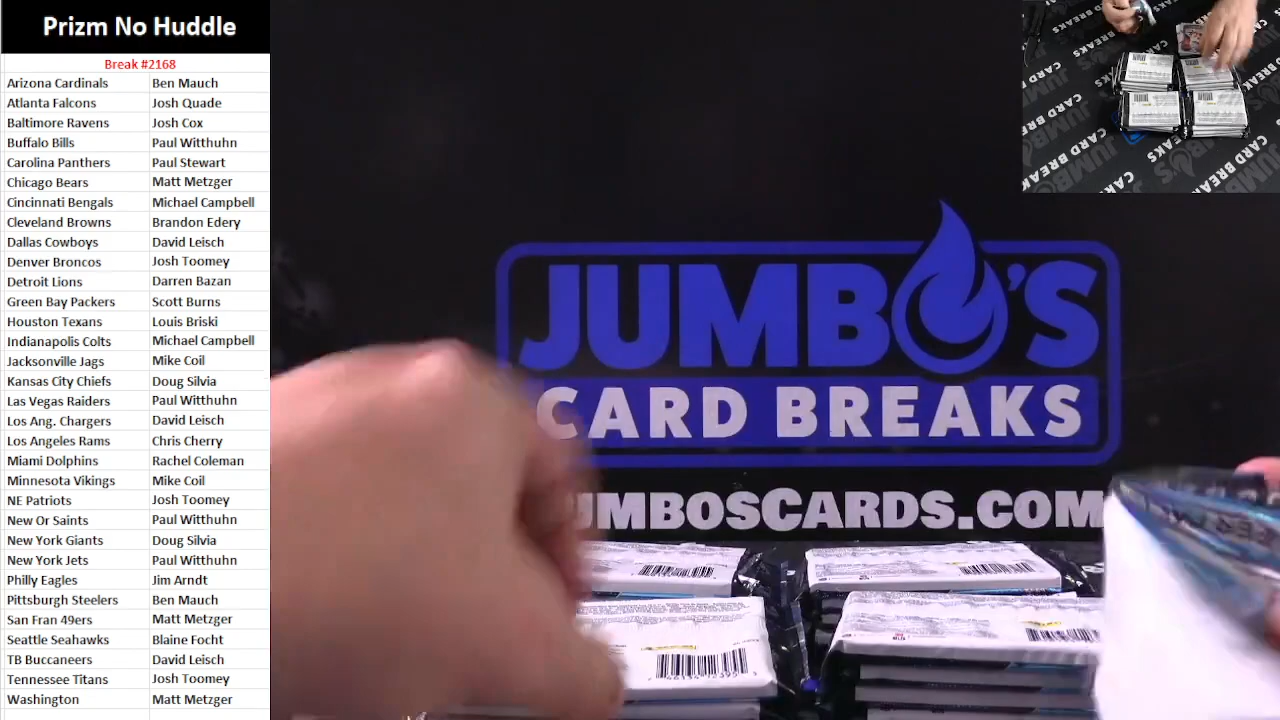 Prizm No Huddle
Break #2168
Arizona Cardinals Ben Mauch
Atlanta Falcons Josh Quade
Baltimore Ravens Josh Cox
Buffalo Bills Paul Witthuhn
Carolina Panthers Paul Stewart
Chicago Bears Matt Metzger
Cincinnati Bengals Michael Campbell
Cleveland Browns Brandon Edery
Dallas Cowboys David Leisch
Denver Broncos Josh Toomey
Detroit Lions Darren Bazan
Green Bay Packers Scott Burns
Houston Texans Louis Briski
Indianapolis Colts Michael Campbell
Jacksonville Jags Mike Coil
Kansas City Chiefs Doug Silvia
Las Vegas Raiders Paul Witthuhn
Los Ang. Chargers David Leisch
Los Angeles Rams Chris Cherry
Miami Dolphins Rachel Coleman
Minnesota Vikings Mike Coil
NE Patriots Josh Toomey
New Or Saints Paul Witthuhn
New York Giants Doug Silvia
New York Jets Paul Witthuhn
Philly Eagles Jim Arndt
Pittsburgh Steelers Ben Mauch
San Fran 49ers Matt Metzger
Seattle Seahawks Blaine Focht
TB Buccaneers David Leisch
Tennessee Titans Josh Toomey
Washington Matt Metzger
JUMBO'S
CARD BREAKS
UMBOSCARDS.COM
CARD BREAKS
JUMBO
CARD BREAKS